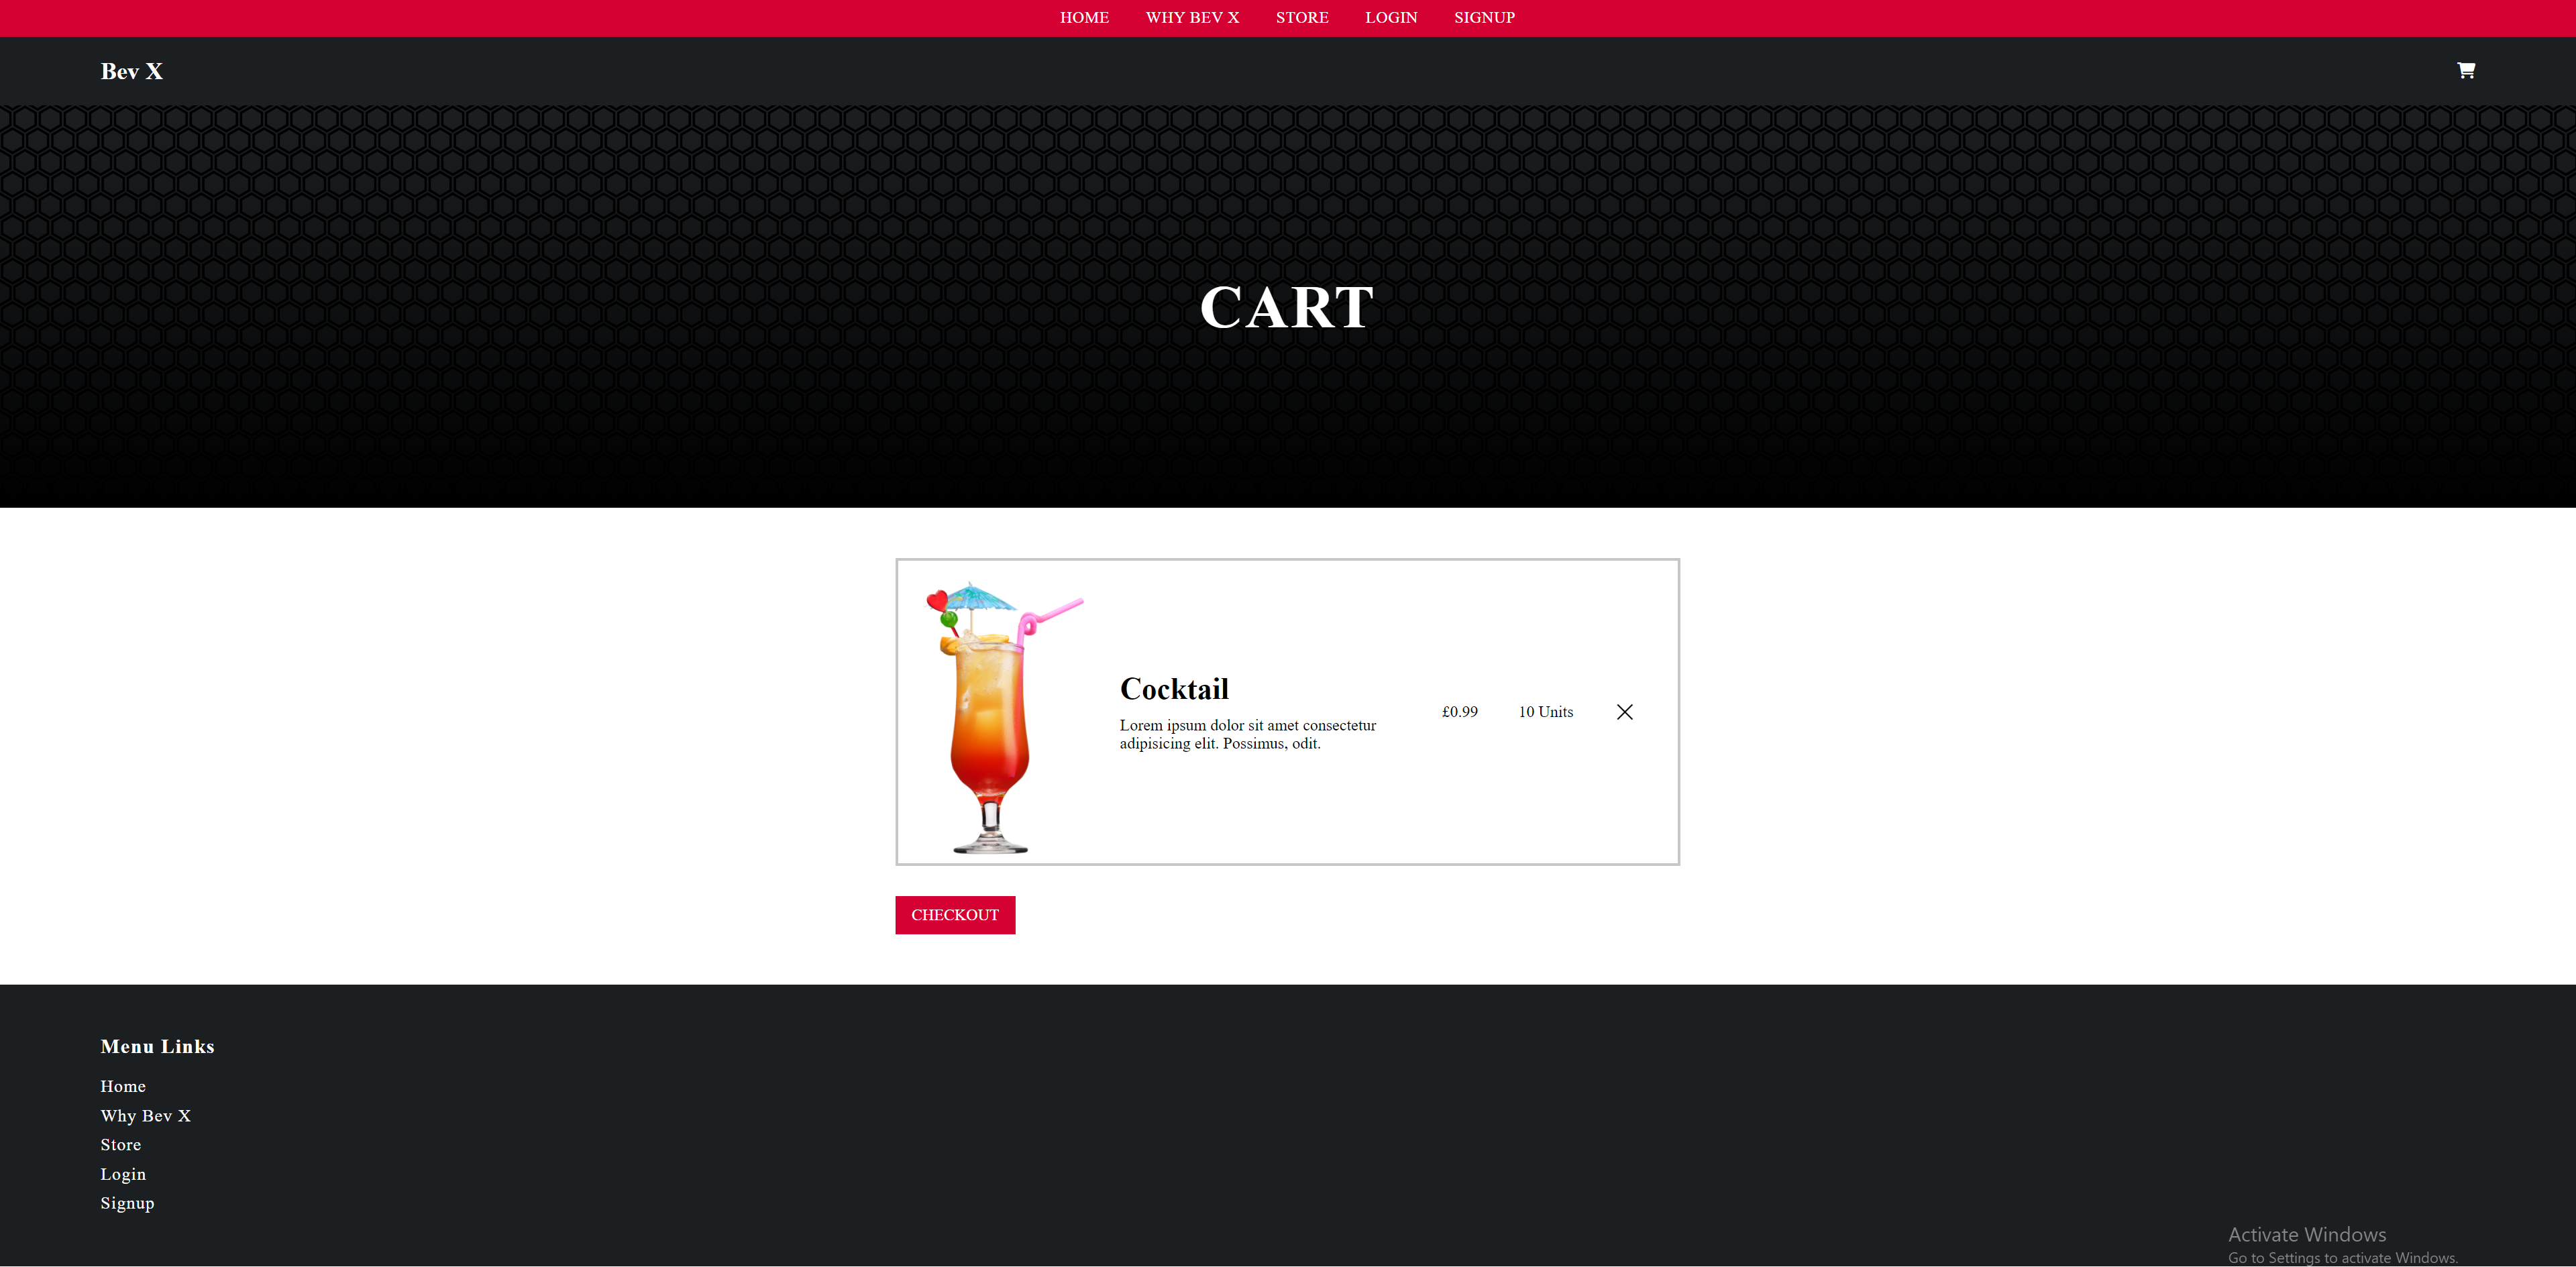 HOME WHY BEV X STORE LOGIN SIGNUP
Bev X
CART
Cocktail
Lorem ipsum dolor sit amet consectetur
adipisicing elit. Possimus, odit.
£0.99 10 Units
CHECKOUT
Menu Links
Home
Why Bev X
Store
Login
Signup
Activate Windows
Go to Settings to activate Windows.